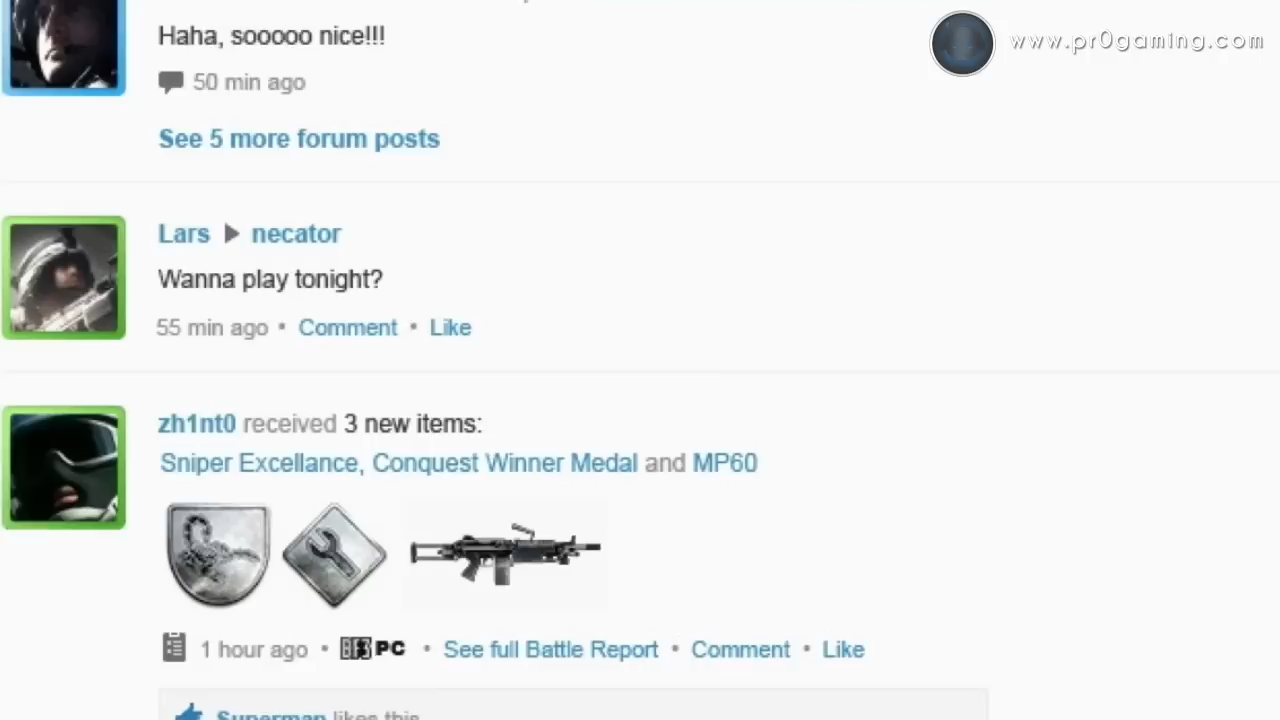 www.pr0gaming.com
Haha, sooooo nice!!!
50 min ago
See 5 more forum posts
Lars necator
Wanna play tonight?
55 min ago • Comment • Like
zh1nt0 received 3 new items:
Sniper Excellance, Conquest Winner Medal and MP60
1 hour ago • BF3 PC • See full Battle Report • Comment • Like
Superman likes this